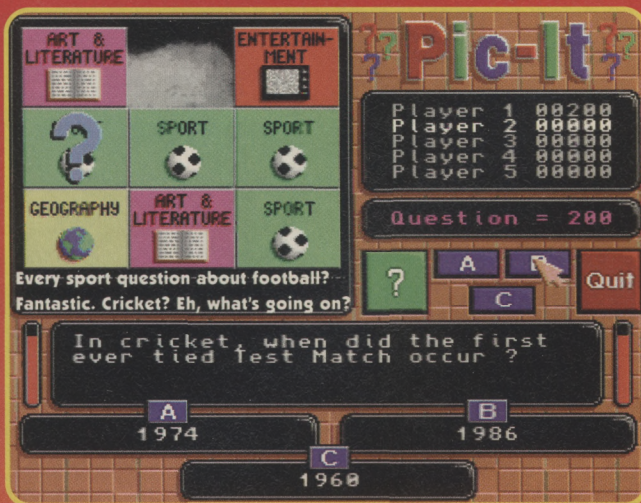 ART &
LITERATURE
ENTERTAIN-
MENT
SPORT
SPORT
GEOGRAPHY
ART &
LITERATURE
SPORT
Every sport question about football?
Fantastic. Cricket? Eh, what's going on?
Pic-It
Player 1 00200
Player 2 00000
Player 3 00000
Player 4 00000
Player 5 00000
Question = 200
?
A
B
C
Quit
In cricket, when did the first
ever tied Test Match occur ?
A
1974
B
1986
C
1960